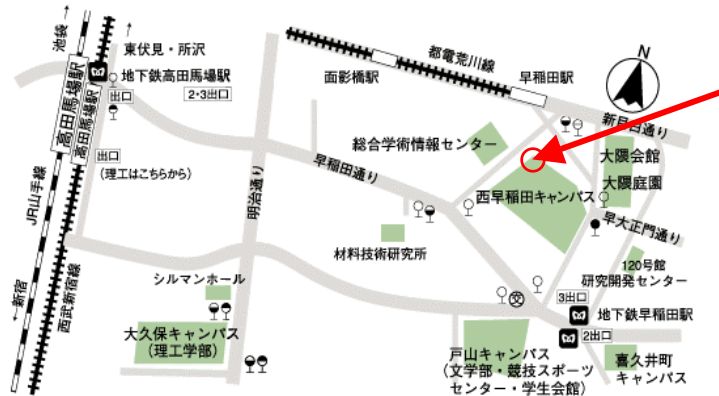 池袋→
東伏見・所沢
地下鉄高田馬場駅
出口
2・3出口
高田馬場駅
高田馬場駅
出口
(理工はこちらから)
JR山手線
←新宿
西武新宿線
明治通り
早稲田通り
面影橋駅
都電荒川線
早稲田駅
N
新目白通り
総合学術情報センター
大隈会館
大隈庭園
西早稲田キャンパス
早大正門通り
材料技術研究所
120号館
研究開発センター
シルマンホール
大久保キャンパス
(理工学部)
文
3出口
地下鉄早稲田駅
2出口
戸山キャンパス
(文学部・競技スポーツ
センター・学生会館)
喜久井町
キャンパス